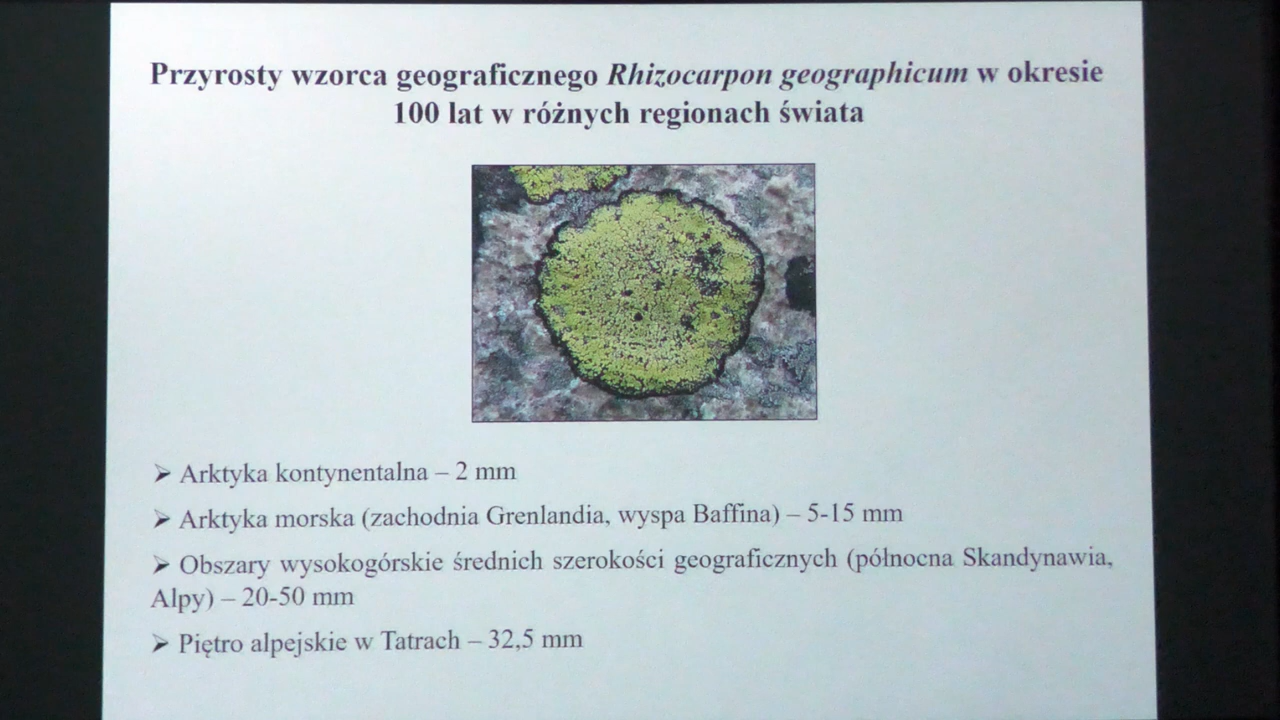 Przyrosty wzorca geograficznego Rhizocarpon geographicum w okresie
100 lat w różnych regionach świata
➢ Arktyka kontynentalna – 2 mm
➢ Arktyka morska (zachodnia Grenlandia, wyspa Baffina) – 5-15 mm
➢ Obszary wysokogórskie średnich szerokości geograficznych (północna Skandynawia,
Alpy) – 20-50 mm
➢ Piętro alpejskie w Tatrach – 32,5 mm